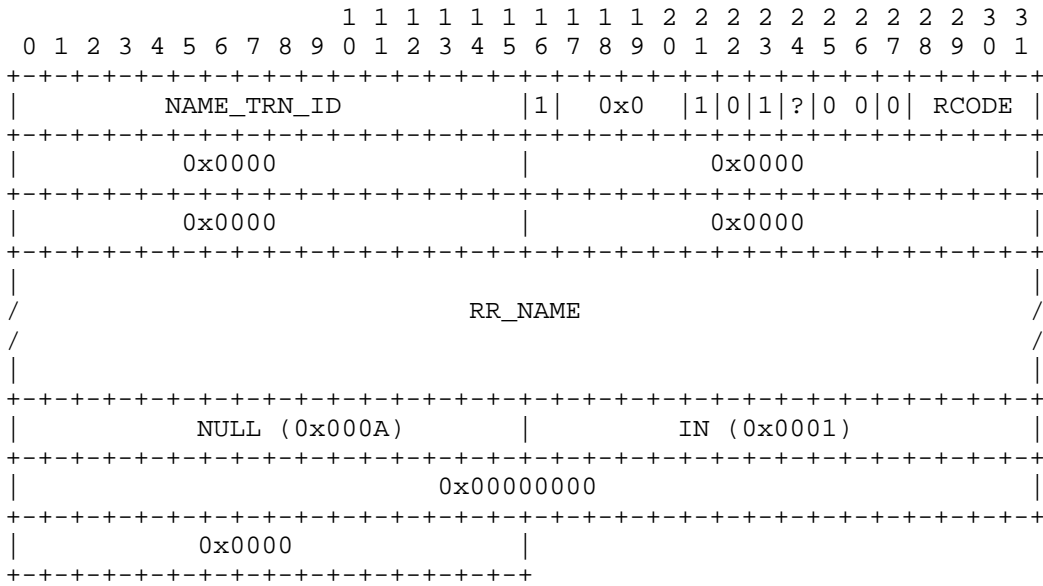 1 1 1 1 1 1 1 1 1 1 2 2 2 2 2 2 2 2 2 2 3 3
 0 1 2 3 4 5 6 7 8 9 0 1 2 3 4 5 6 7 8 9 0 1 2 3 4 5 6 7 8 9 0 1
+-+-+-+-+-+-+-+-+-+-+-+-+-+-+-+-+-+-+-+-+-+-+-+-+-+-+-+-+-+-+-+-+
|         NAME_TRN_ID           |1|  0x0  |1|0|1|?|0 0|0| RCODE |
+-+-+-+-+-+-+-+-+-+-+-+-+-+-+-+-+-+-+-+-+-+-+-+-+-+-+-+-+-+-+-+-+
|          0x0000               |           0x0000              |
+-+-+-+-+-+-+-+-+-+-+-+-+-+-+-+-+-+-+-+-+-+-+-+-+-+-+-+-+-+-+-+-+
|          0x0000               |           0x0000              |
+-+-+-+-+-+-+-+-+-+-+-+-+-+-+-+-+-+-+-+-+-+-+-+-+-+-+-+-+-+-+-+-+
|                                                               |
/                            RR_NAME                            /
/                                                               /
|                                                               |
+-+-+-+-+-+-+-+-+-+-+-+-+-+-+-+-+-+-+-+-+-+-+-+-+-+-+-+-+-+-+-+-+
|           NULL (0x000A)       |         IN (0x0001)           |
+-+-+-+-+-+-+-+-+-+-+-+-+-+-+-+-+-+-+-+-+-+-+-+-+-+-+-+-+-+-+-+-+
|                          0x00000000                           |
+-+-+-+-+-+-+-+-+-+-+-+-+-+-+-+-+-+-+-+-+-+-+-+-+-+-+-+-+-+-+-+-+
|           0x0000              |
+-+-+-+-+-+-+-+-+-+-+-+-+-+-+-+-+